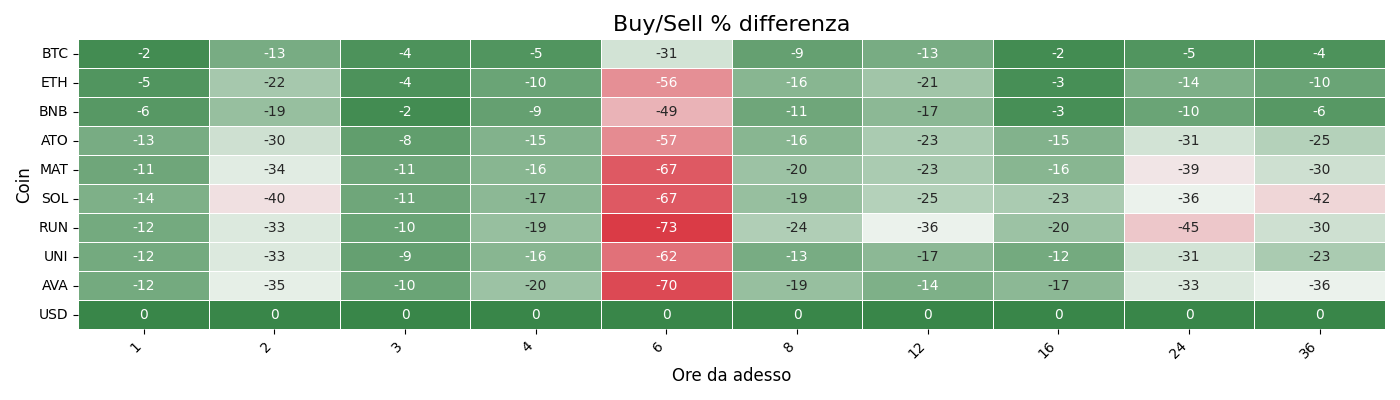 Buy/Sell % differenza
Coin
BTC -2 -13 -4 -5 -31 -9 -13 -2 -5 -4
ETH -5 -22 -4 -10 -56 -16 -21 -3 -14 -10
BNB -6 -19 -2 -9 -49 -11 -17 -3 -10 -6
ATO -13 -30 -8 -15 -57 -16 -23 -15 -31 -25
MAT -11 -34 -11 -16 -67 -20 -23 -16 -39 -30
SOL -14 -40 -11 -17 -67 -19 -25 -23 -36 -42
RUN -12 -33 -10 -19 -73 -24 -36 -20 -45 -30
UNI -12 -33 -9 -16 -62 -13 -17 -12 -31 -23
AVA -12 -35 -10 -20 -70 -19 -14 -17 -33 -36
USD 0 0 0 0 0 0 0 0 0 0
1 2 3 4 6 8 12 16 24 36
Ore da adesso